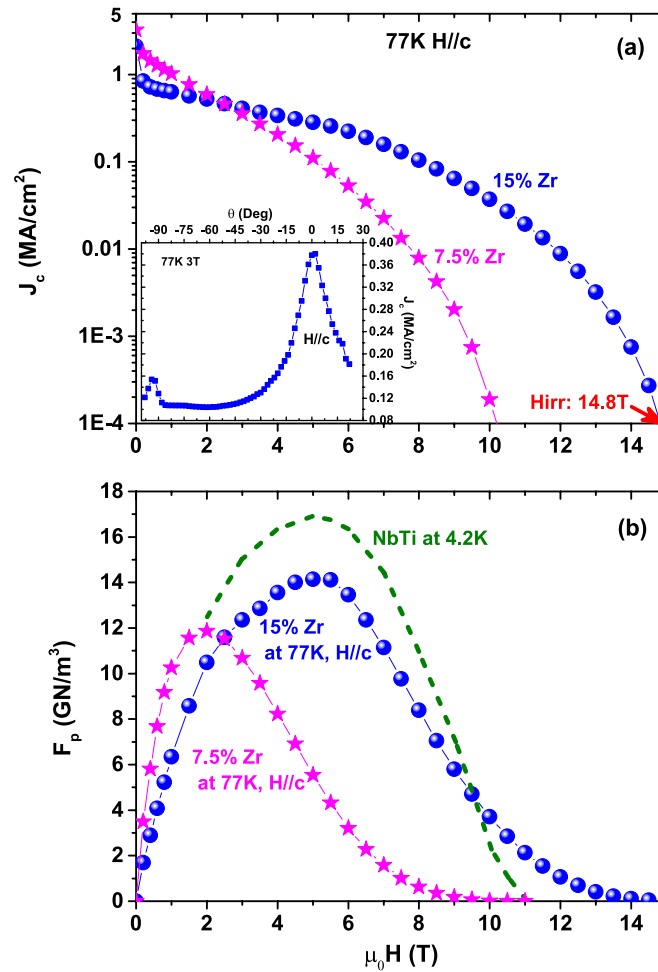 77K H//c
(a)
5
1
0.1
0.01
1E-3
1E-4
J_c (MA/cm²)
15% Zr
7.5% Zr
Hirr: 14.8T
θ (Deg)
-90 -75 -60 -45 -30 -15 0 15 30
77K 3T
H//c
0.40
0.36
0.32
0.28
0.24
0.20
0.16
0.12
0.08
J_c (MA/cm²)
0 2 4 6 8 10 12 14
(b)
18
16
14
12
10
8
6
4
2
0
F_p (GN/m³)
NbTi at 4.2K
15% Zr
at 77K, H//c
7.5% Zr
at 77K, H//c
0 2 4 6 8 10 12 14
μ₀H (T)